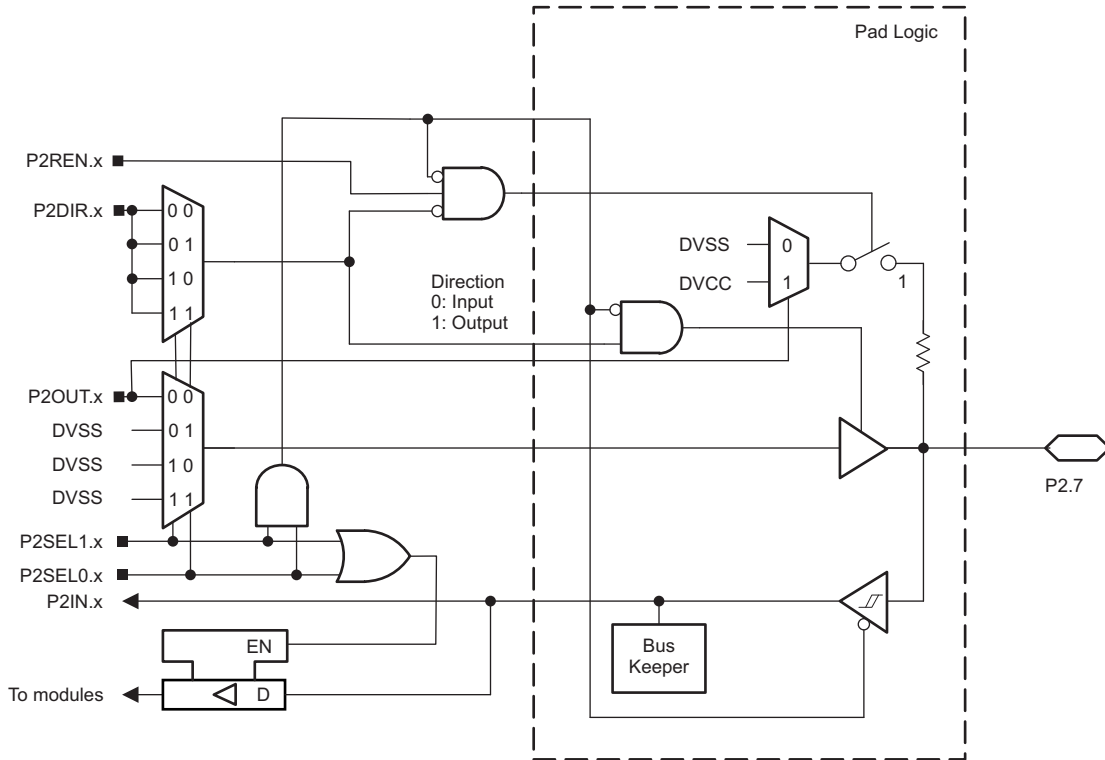 Pad Logic
P2REN.x
P2DIR.x
0 0
0 1
1 0
1 1
Direction
0: Input
1: Output
DVSS
0
DVCC
1
1
P2OUT.x
0 0
DVSS
0 1
DVSS
1 0
DVSS
1 1
P2.7
P2SEL1.x
P2SEL0.x
P2IN.x
Bus
Keeper
EN
To modules
D